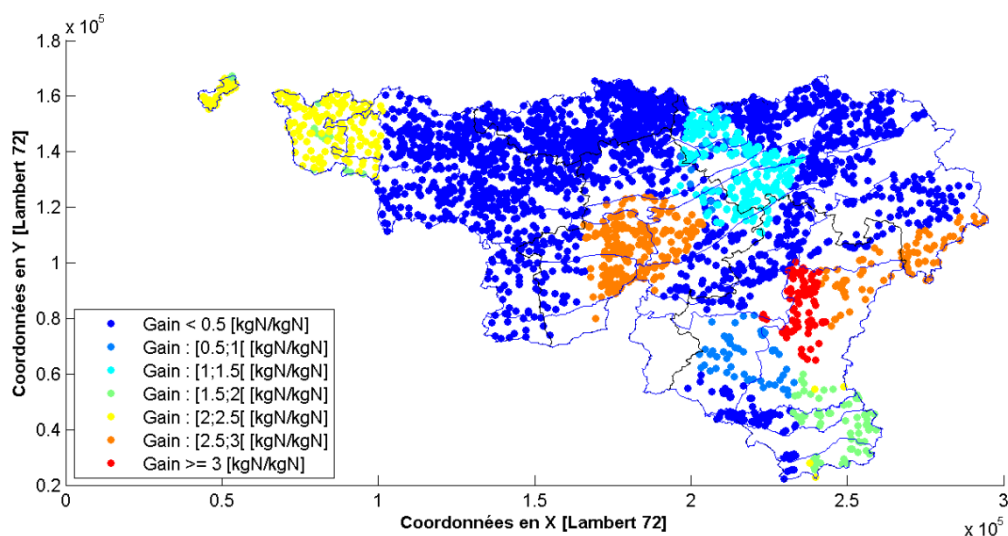 x 10^5
1.8
1.6
1.4
1.2
1
0.8
0.6
0.4
0.2
Coordonnées en Y [Lambert 72]
Gain < 0.5 [kgN/kgN]
Gain : [0.5;1[ [kgN/kgN]
Gain : [1;1.5[ [kgN/kgN]
Gain : [1.5;2[ [kgN/kgN]
Gain : [2;2.5[ [kgN/kgN]
Gain : [2.5;3[ [kgN/kgN]
Gain >= 3 [kgN/kgN]
0 0.5 1 1.5 2 2.5 3
Coordonnées en X [Lambert 72]
x 10^5